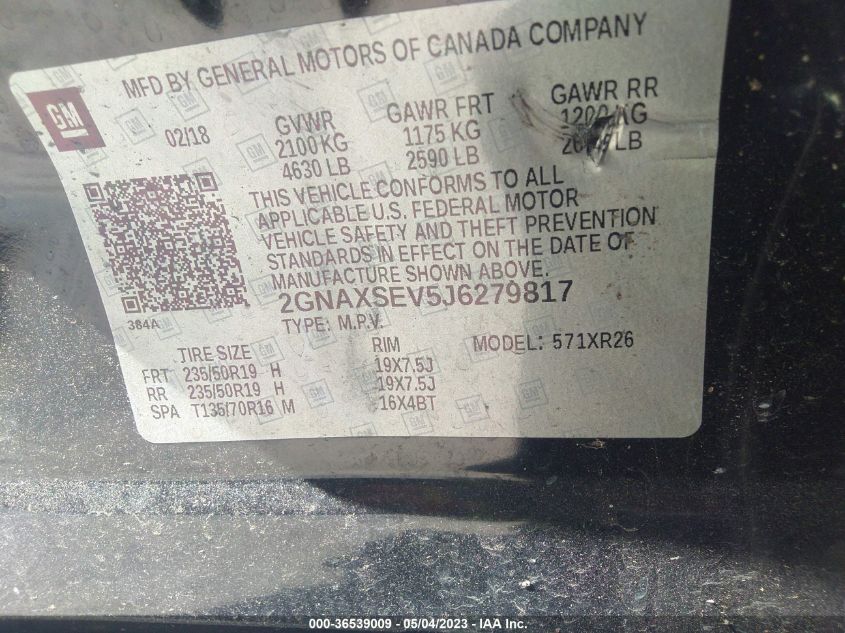 MFD BY GENERAL MOTORS OF CANADA COMPANY
GM
02/18
GVWR
2100 KG
4630 LB
GAWR FRT
1175 KG
2590 LB
GAWR RR
1200 KG
LB
THIS VEHICLE CONFORMS TO ALL
APPLICABLE U.S. FEDERAL MOTOR
VEHICLE SAFETY AND THEFT PREVENTION
STANDARDS IN EFFECT ON THE DATE OF
MANUFACTURE SHOWN ABOVE.
384A
2GNAXSEV5J6279817
TYPE: M.P.V.
MODEL: 571XR26
TIRE SIZE RIM
FRT 235/50R19 H 19X7.5J
RR 235/50R19 H 19X7.5J
SPA T135/70R16 M 16X4BT
000-36539009 - 05/04/2023 - IAA Inc.